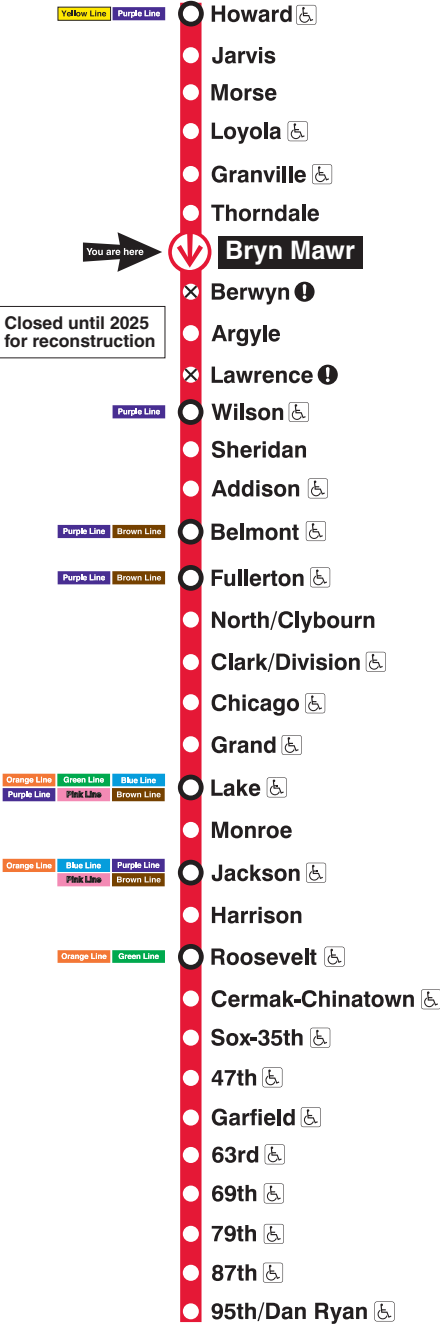 Yellow Line Purple Line Howard
Jarvis
Morse
Loyola
Granville
Thorndale
You are here Bryn Mawr
Berwyn !
Closed until 2025
for reconstruction
Argyle
Lawrence !
Purple Line Wilson
Sheridan
Addison
Purple Line Brown Line Belmont
Purple Line Brown Line Fullerton
North/Clybourn
Clark/Division
Chicago
Grand
Orange Line Green Line Blue Line
Purple Line Pink Line Brown Line
Lake
Monroe
Orange Line Blue Line Purple Line
Pink Line Brown Line
Jackson
Harrison
Orange Line Green Line Roosevelt
Cermak-Chinatown
Sox-35th
47th
Garfield
63rd
69th
79th
87th
95th/Dan Ryan